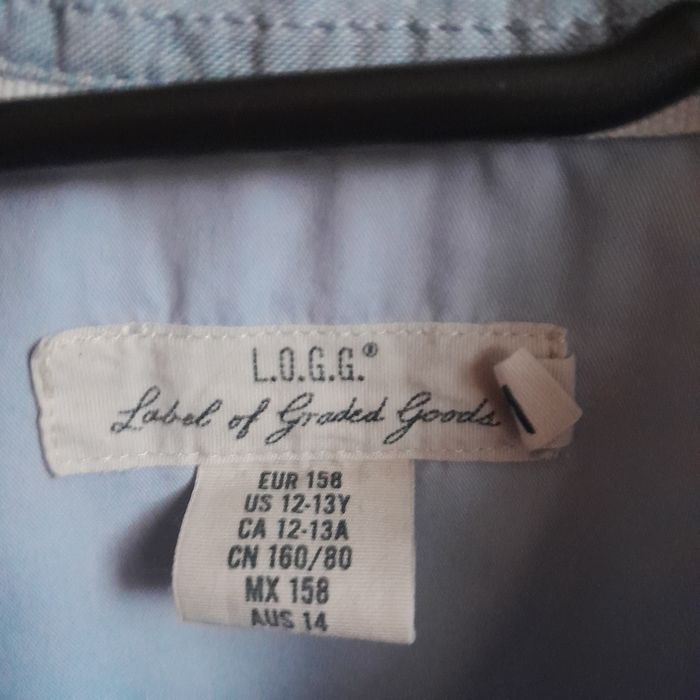 L.O.G.G.®
Label of Graded Goods
EUR 158
US 12-13Y
CA 12-13A
CN 160/80
MX 158
AUS 14